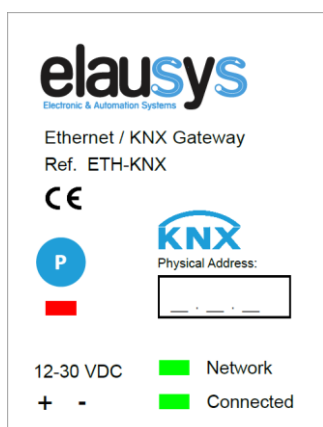 elausys
Electronic & Automation Systems
Ethernet / KNX Gateway
Ref. ETH-KNX
CE
P
KNX
Physical Address:
__ . __ . __
12-30 VDC
+ -
Network
Connected